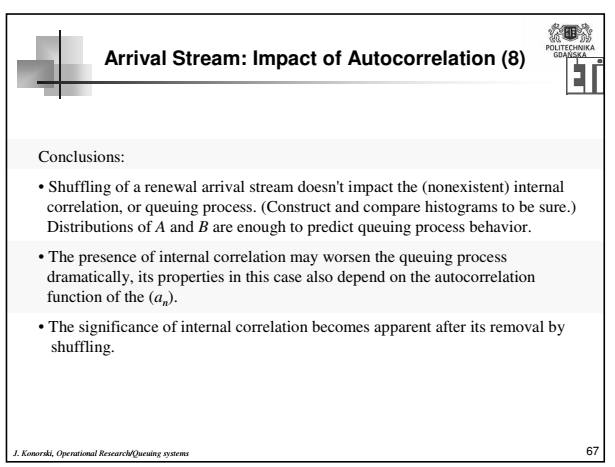 Arrival Stream: Impact of Autocorrelation (8)
POLITECHNIKA
GDAŃSKA
ETI
Conclusions:
• Shuffling of a renewal arrival stream doesn't impact the (nonexistent) internal
correlation, or queuing process. (Construct and compare histograms to be sure.)
Distributions of A and B are enough to predict queuing process behavior.
• The presence of internal correlation may worsen the queuing process
dramatically, its properties in this case also depend on the autocorrelation
function of the (aₙ).
• The significance of internal correlation becomes apparent after its removal by
shuffling.
J. Konorski, Operational Research/Queuing systems
67